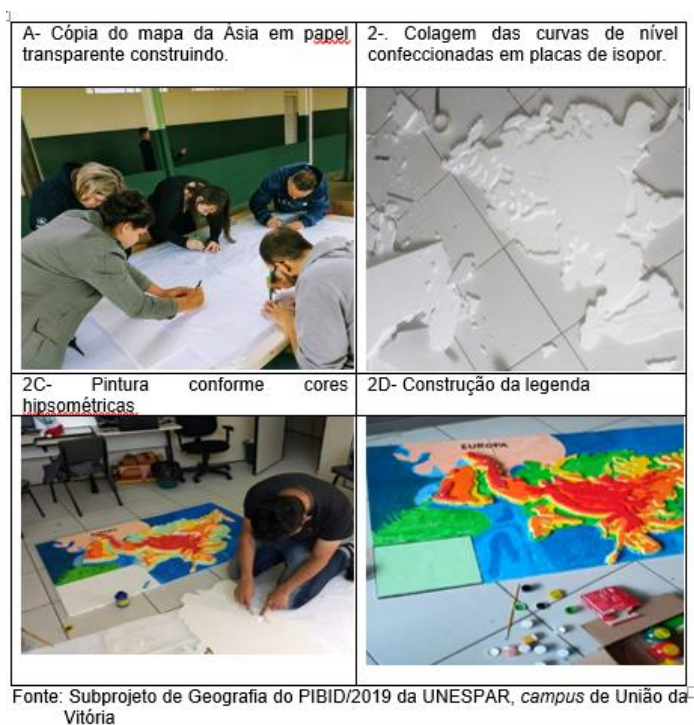 A- Cópia do mapa da Ásia em papel
transparente construindo.
2-. Colagem das curvas de nível
confeccionadas em placas de isopor.
2C- Pintura conforme cores
hipsométricas
2D- Construção da legenda
EUROPA
Fonte: Subprojeto de Geografia do PIBID/2019 da UNESPAR, campus de União da
Vitória